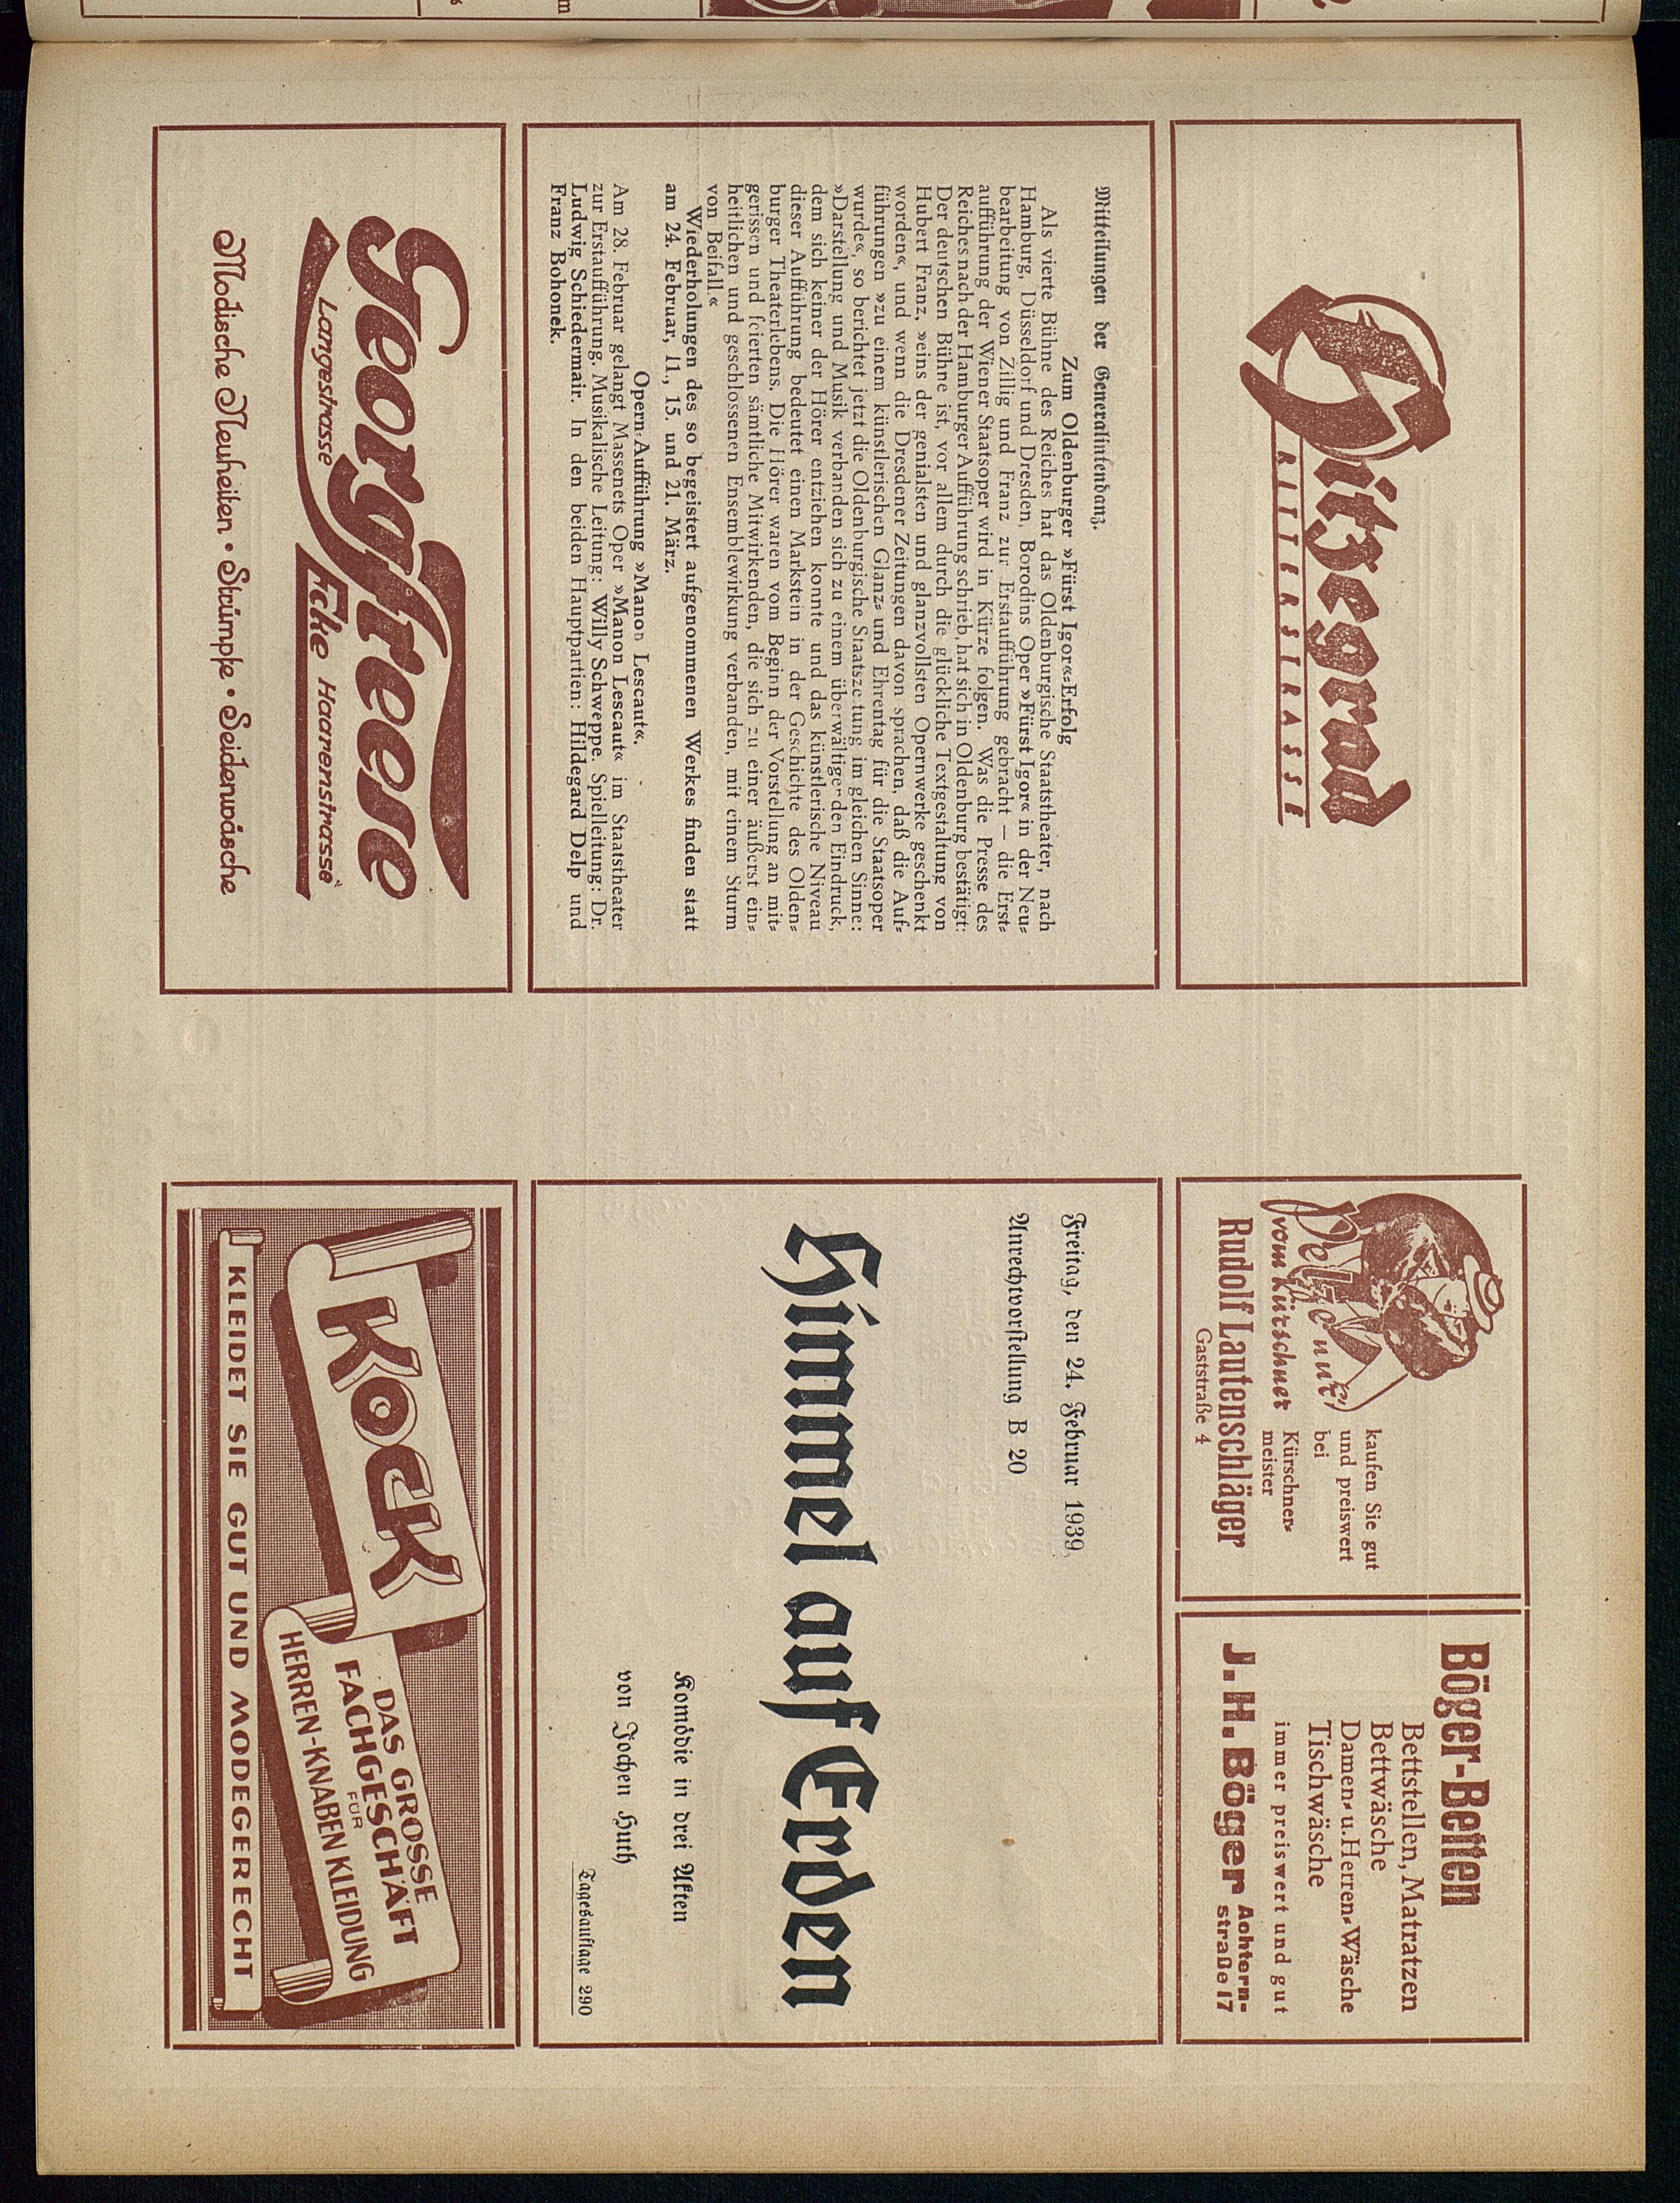 Hitzegrad
RITTERSTRASSE
Mitteilungen der Generalintendanz.
Zum Oldenburger »Fürst Igor«-Erfolg
Als vierte Bühne des Reiches hat das Oldenburgische Staatstheater, nach
Hamburg, Düsseldorf und Dresden, Borodins Oper »Fürst Igor« in der Neu-
bearbeitung von Zillig und Franz zur Erstaufführung gebracht — die Erst-
aufführung der Wiener Staatsoper wird in Kürze folgen. Was die Presse des
Reiches nach der Hamburger Aufführung schrieb, hat sich in Oldenburg bestätigt:
Der deutschen Bühne ist, vor allem durch die glückliche Textgestaltung von
Hubert Franz, »eins der genialsten und glanzvollsten Opernwerke geschenkt
worden«, und wenn die Dresdener Zeitungen davon sprachen, daß die Auf-
führungen »zu einem künstlerischen Glanz- und Ehrentag für die Staatsoper
wurde«, so berichtet jetzt die Oldenburgische Staatszeitung im gleichen Sinne:
»Darstellung und Musik verbanden sich zu einem überwältigenden Eindruck,
dem sich keiner der Hörer entziehen konnte und das künstlerische Niveau
dieser Aufführung bedeutet einen Markstein in der Geschichte des Olden-
burger Theaterlebens. Die Hörer waren vom Beginn der Vorstellung an mit-
gerissen und feierten sämtliche Mitwirkenden, die sich zu einer äußerst ein-
heitlichen und geschlossenen Ensemblewirkung verbanden, mit einem Sturm
von Beifall.«
Wiederholungen des so begeistert aufgenommenen Werkes finden statt
am 24. Februar, 11., 15. und 21. März.
Opern-Aufführung »Manon Lescaut«.
Am 28. Februar gelangt Massenets Oper »Manon Lescaut« im Staatstheater
zur Erstaufführung. Musikalische Leitung: Willy Schweppe. Spielleitung: Dr.
Ludwig Schiedermair. In den beiden Hauptpartien: Hildegard Delp und
Franz Bohonek.
Georg Freese
Langestrasse Ecke Haarenstrasse
Modische Neuheiten • Strümpfe • Seidenwäsche
Pelze nur
vom Kürschner
kaufen Sie gut
und preiswert
bei
Kürschner-
meister
Rudolf Lautenschläger
Gaststraße 4
Böger-Betten
Bettstellen, Matratzen
Bettwäsche
Damen- u. Herren-Wäsche
Tischwäsche
immer preiswert und gut
J. H. Böger Achtern-
straße 17
Freitag, den 24. Februar 1939
Anrechtvorstellung B 20
Himmel auf Erden
Komödie in drei Akten
von Jochen Huth
Tagesauflage 290
KOCK
DAS GROSSE
FACHGESCHÄFT
FÜR
HERREN-KNABEN KLEIDUNG
KLEIDET SIE GUT UND MODEGERECHT